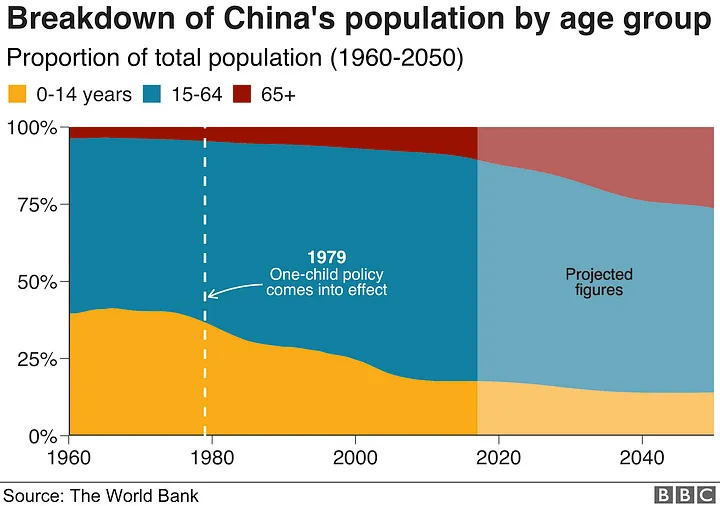 Breakdown of China's population by age group
Proportion of total population (1960-2050)
0-14 years 15-64 65+
100%
75%
50%
25%
0%
1979
One-child policy
comes into effect
Projected
figures
1960 1980 2000 2020 2040
Source: The World Bank
BBC